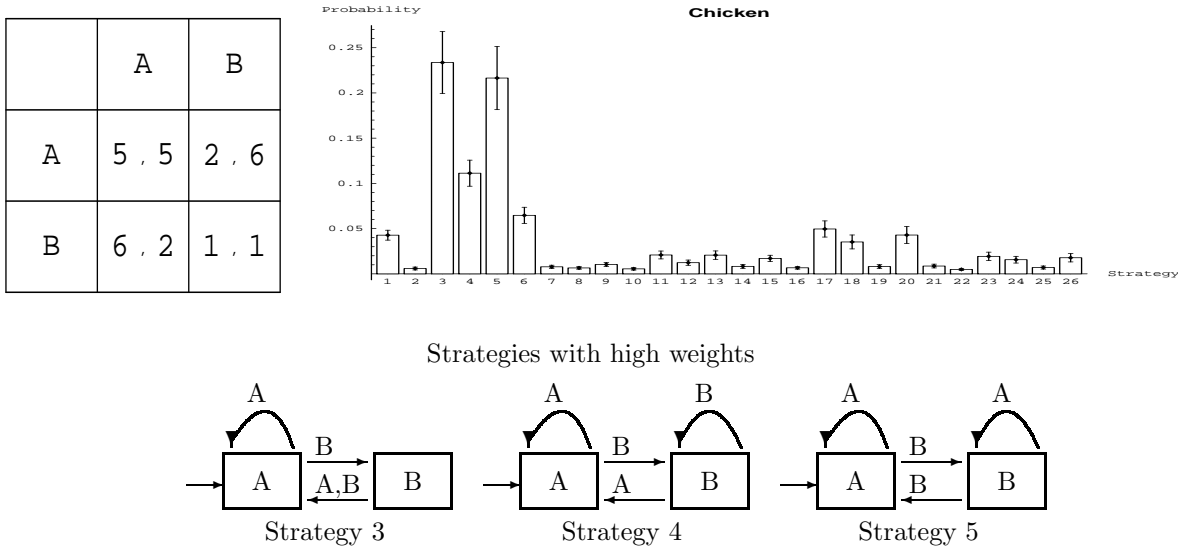 A B
A 5 , 5 2 , 6
B 6 , 2 1 , 1
Probability
Chicken
0.25
0.2
0.15
0.1
0.05
Strategy
1 2 3 4 5 6 7 8 9 10 11 12 13 14 15 16 17 18 19 20 21 22 23 24 25 26
Strategies with high weights
A A B A A
B B B
A A,B B A A B A B B
Strategy 3 Strategy 4 Strategy 5